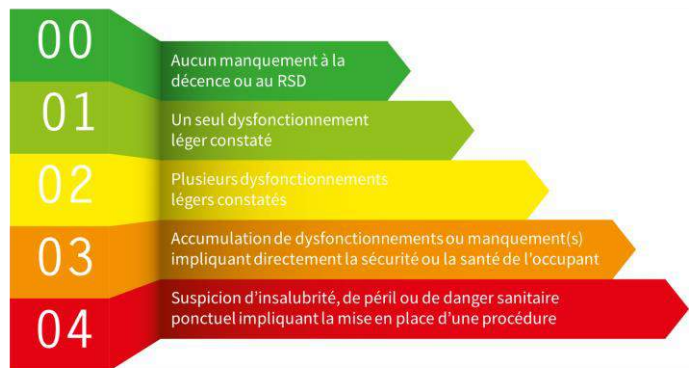 00
Aucun manquement à la
décence ou au RSD
01
Un seul dysfonctionnement
léger constaté
02
Plusieurs dysfonctionnements
légers constatés
03
Accumulation de dysfonctionnements ou manquement(s)
impliquant directement la sécurité ou la santé de l'occupant
04
Suspicion d'insalubrité, de péril ou de danger sanitaire
ponctuel impliquant la mise en place d'une procédure